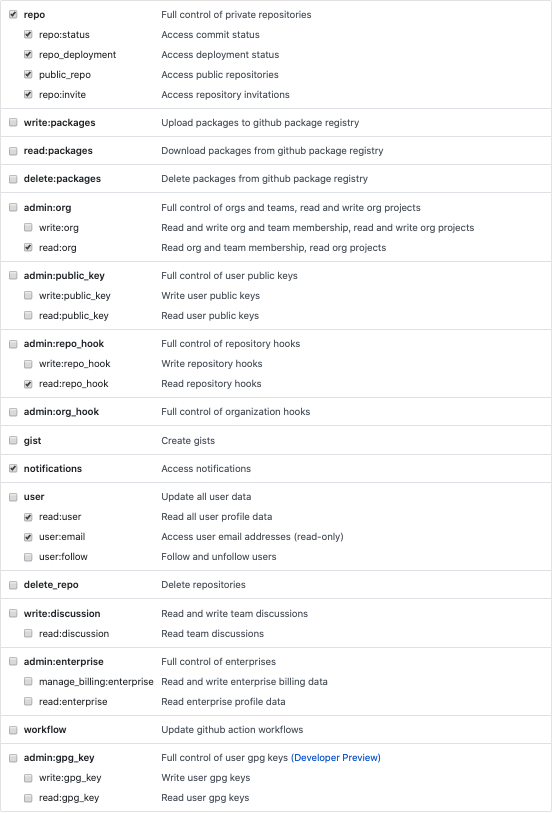 repo Full control of private repositories
repo:status Access commit status
repo_deployment Access deployment status
public_repo Access public repositories
repo:invite Access repository invitations
write:packages Upload packages to github package registry
read:packages Download packages from github package registry
delete:packages Delete packages from github package registry
admin:org Full control of orgs and teams, read and write org projects
write:org Read and write org and team membership, read and write org projects
read:org Read org and team membership, read org projects
admin:public_key Full control of user public keys
write:public_key Write user public keys
read:public_key Read user public keys
admin:repo_hook Full control of repository hooks
write:repo_hook Write repository hooks
read:repo_hook Read repository hooks
admin:org_hook Full control of organization hooks
gist Create gists
notifications Access notifications
user Update all user data
read:user Read all user profile data
user:email Access user email addresses (read-only)
user:follow Follow and unfollow users
delete_repo Delete repositories
write:discussion Read and write team discussions
read:discussion Read team discussions
admin:enterprise Full control of enterprises
manage_billing:enterprise Read and write enterprise billing data
read:enterprise Read enterprise profile data
workflow Update github action workflows
admin:gpg_key Full control of user gpg keys (Developer Preview)
write:gpg_key Write user gpg keys
read:gpg_key Read user gpg keys